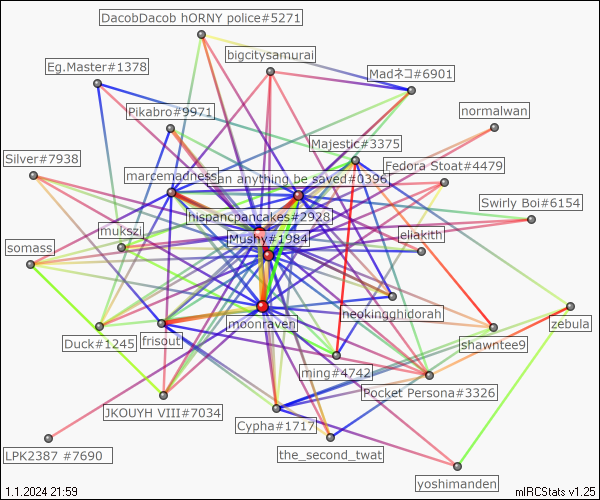 DacobDacob hORNY police#5271
bigcitysamurai
Eg.Master#1378
Madネコ#6901
Pikabro#9971
normalwan
Majestic#3375
Silver#7938
Fedora Stoat#4479
marcemadness
an anything be saved#0396
Swirly Boi#6154
hispancpancakes#2928
mukszi
Mushy#1984
eliakith
somass
neokingghidorah
moonraven
zebula
Duck#1245
frisout
shawntee9
ming#4742
Pocket Persona#3326
JKOUYH VIII#7034
Cypha#1717
LPK2387 #7690
the_second_twat
yoshimanden
1.1.2024 21:59
mIRCStats v1.25